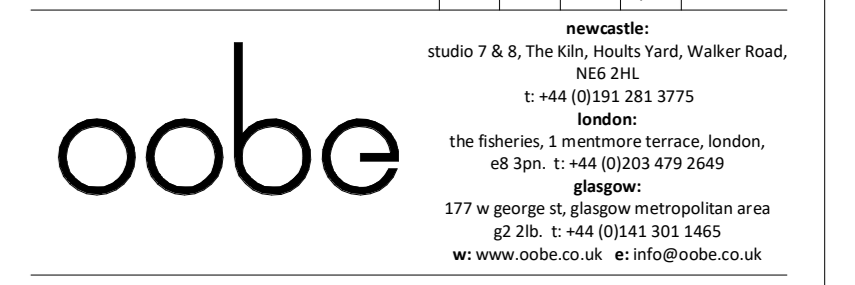 oobe
newcastle:
studio 7 & 8, The Kiln, Hoults Yard, Walker Road,
NE6 2HL
t: +44 (0)191 281 3775
london:
the fisheries, 1 mentmore terrace, london,
e8 3pn.  t: +44 (0)203 479 2649
glasgow:
177 w george st, glasgow metropolitan area
g2 2lb.  t: +44 (0)141 301 1465
w: www.oobe.co.uk   e: info@oobe.co.uk